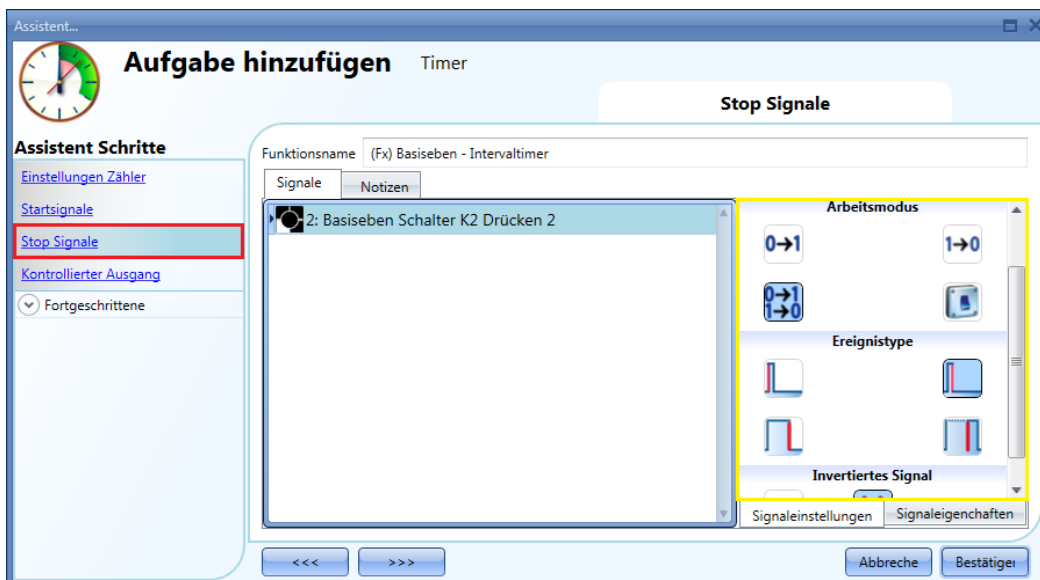 Assistent...
Aufgabe hinzufügen Timer
Stop Signale
Assistent Schritte
Einstellungen Zähler
Startsignale
Stop Signale
Kontrollierter Ausgang
Fortgeschrittene
Funktionsname (Fx) Basiseben - Intervaltimer
Signale Notizen
2: Basiseben Schalter K2 Drücken 2
Arbeitsmodus
0→1 1→0
0→1
1→0
Ereignistype
Invertiertes Signal
Signaleinstellungen Signaleigenchaften
<<< >>> Abbreche Bestätiger